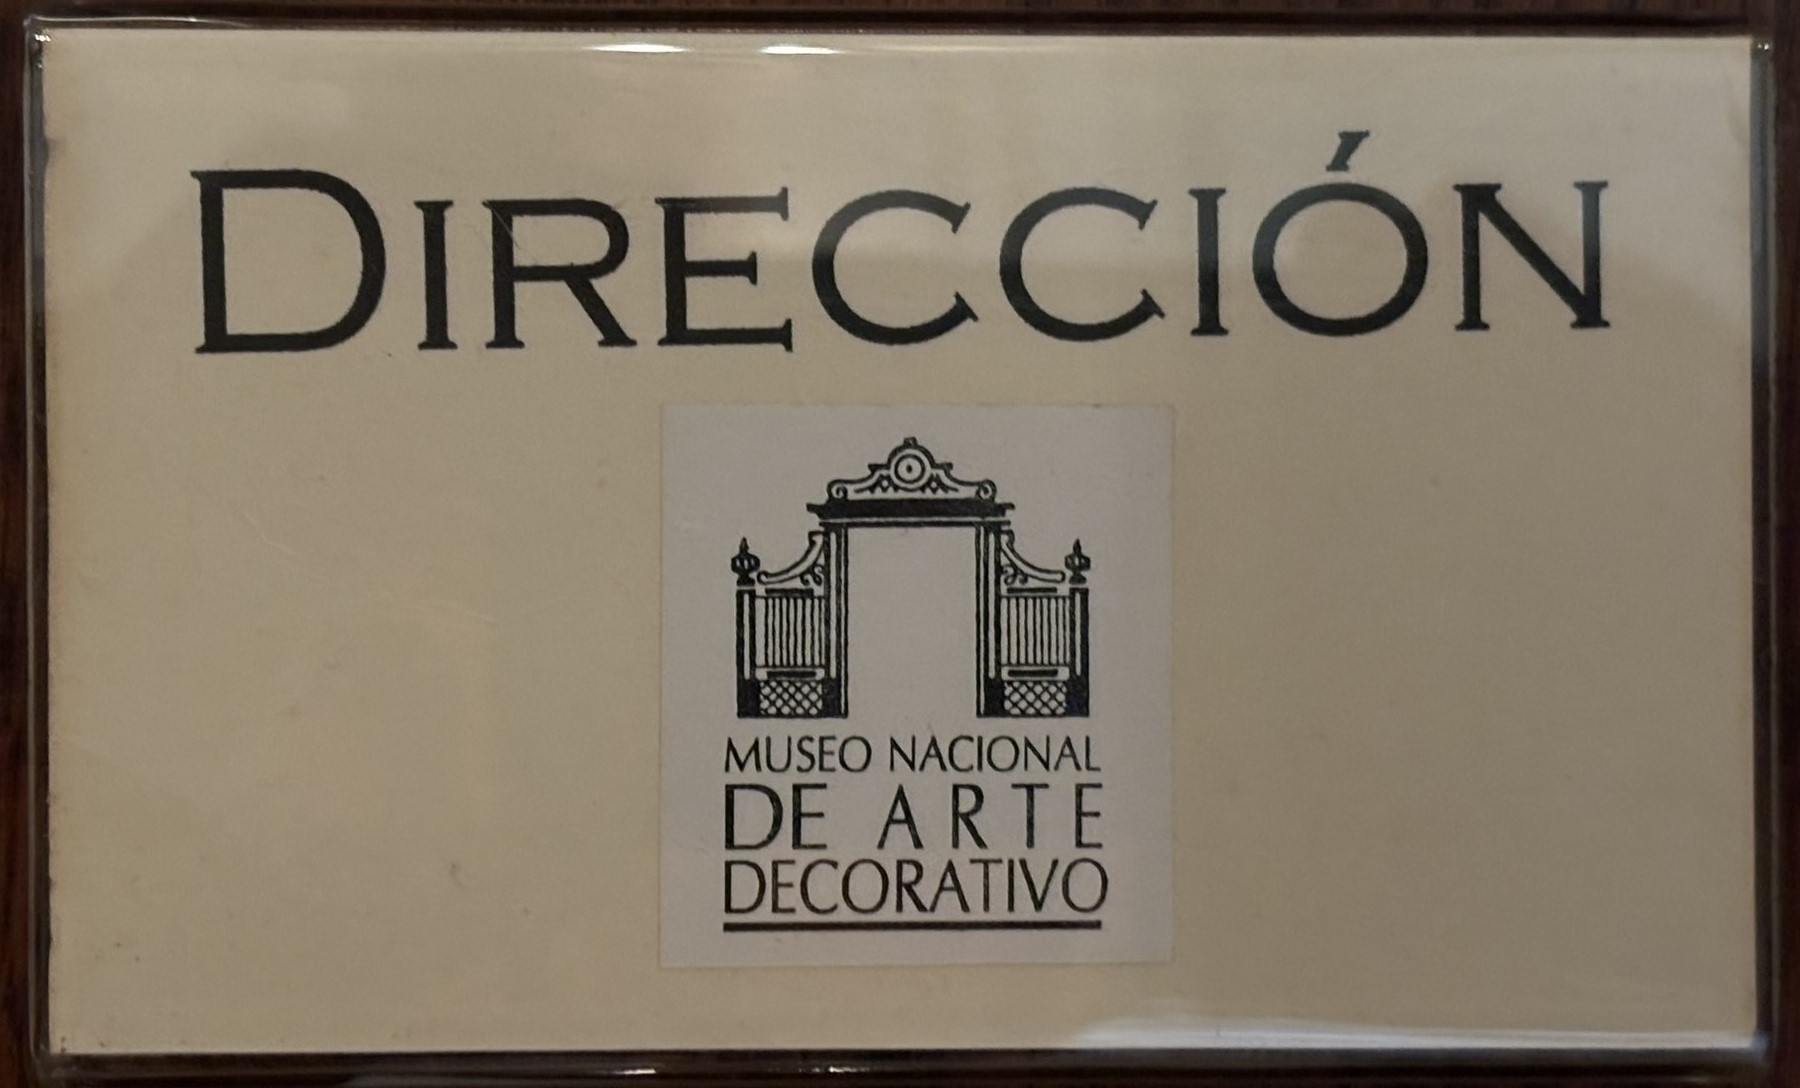 DIRECCIÓN
MUSEO NACIONAL
DE ARTE
DECORATIVO